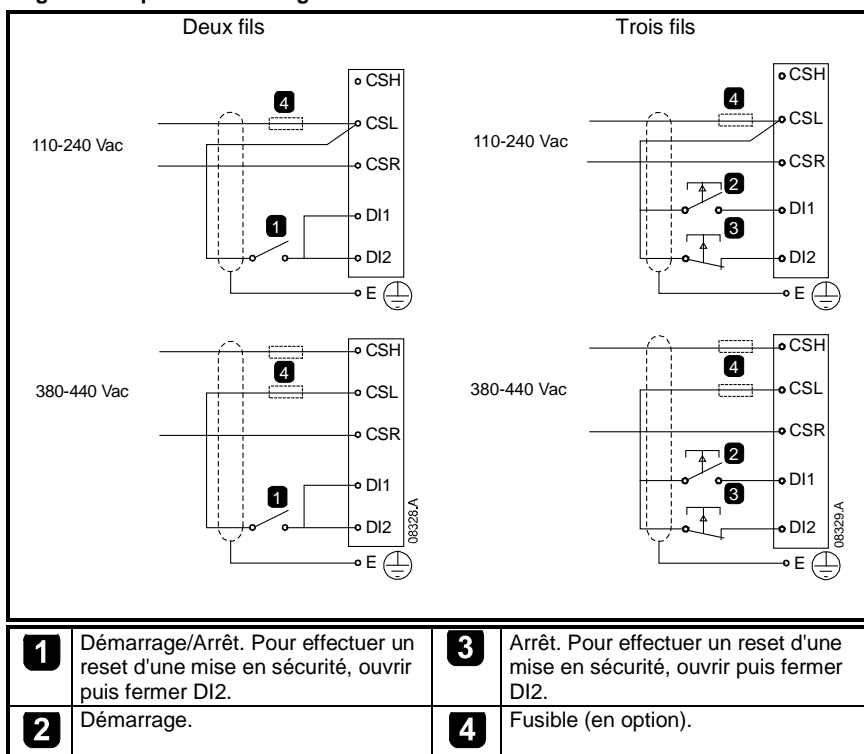 Deux fils
Trois fils
CSH
4
CSL
110-240 Vac
CSR
DI1
1
DI2
E
CSH
4
CSL
110-240 Vac
CSR
2
DI1
3
DI2
E
CSH
4
380-440 Vac
CSL
CSR
DI1
1
DI2
08328.A
E
CSH
4
380-440 Vac
CSL
CSR
2
DI1
3
DI2
08329.A
E
1
Démarrage/Arrêt. Pour effectuer un
reset d'une mise en sécurité, ouvrir
puis fermer DI2.
3
Arrêt. Pour effectuer un reset d'une
mise en sécurité, ouvrir puis fermer
DI2.
2
Démarrage.
4
Fusible (en option).